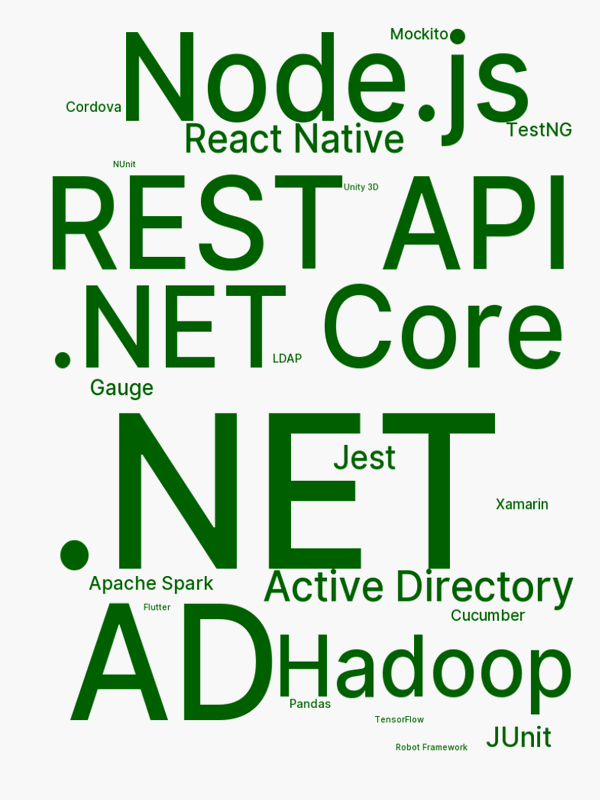 Mockito
Node.js
Cordova
TestNG
React Native
NUnit
Unity 3D
REST API
.NET Core
LDAP
Gauge
.NET
Jest
Xamarin
Apache Spark
Active Directory
Flutter
Cucumber
AD
Hadoop
Pandas
TensorFlow
JUnit
Robot Framework